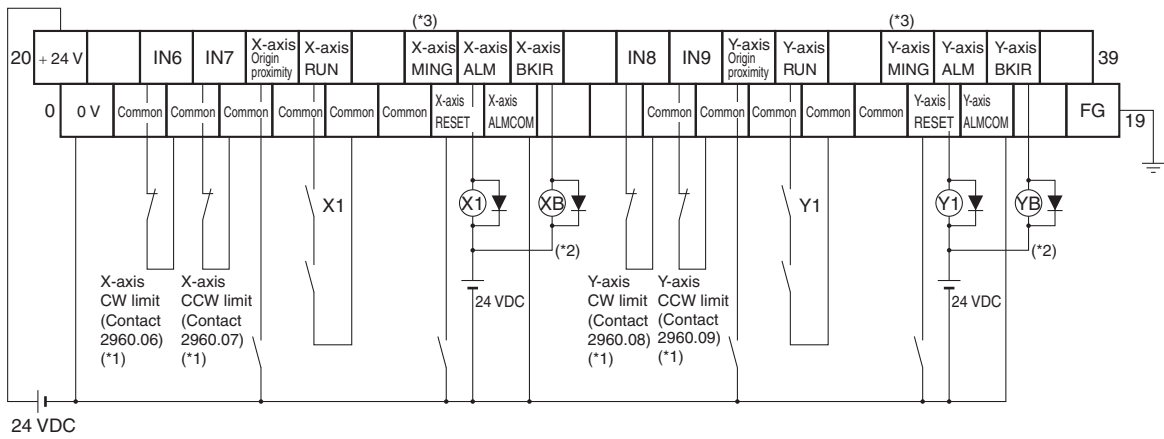 (*3) (*3)
20 + 24 V IN6 IN7 X-axis Origin proximity X-axis RUN X-axis MING X-axis ALM X-axis BKIR IN8 IN9 Y-axis Origin proximity Y-axis RUN Y-axis MING Y-axis ALM Y-axis BKIR 39
0 0 V Common Common Common Common Common Common X-axis RESET X-axis ALMCOM Common Common Common Common Common Y-axis RESET Y-axis ALMCOM FG 19
X1 X1 XB Y1 Y1 YB
(*2) (*2)
X-axis
CW limit
(Contact
2960.06)
(*1)
X-axis
CCW limit
(Contact
2960.07)
(*1)
24 VDC
Y-axis
CW limit
(Contact
2960.08)
(*1)
Y-axis
CCW limit
(Contact
2960.09)
(*1)
24 VDC
24 VDC